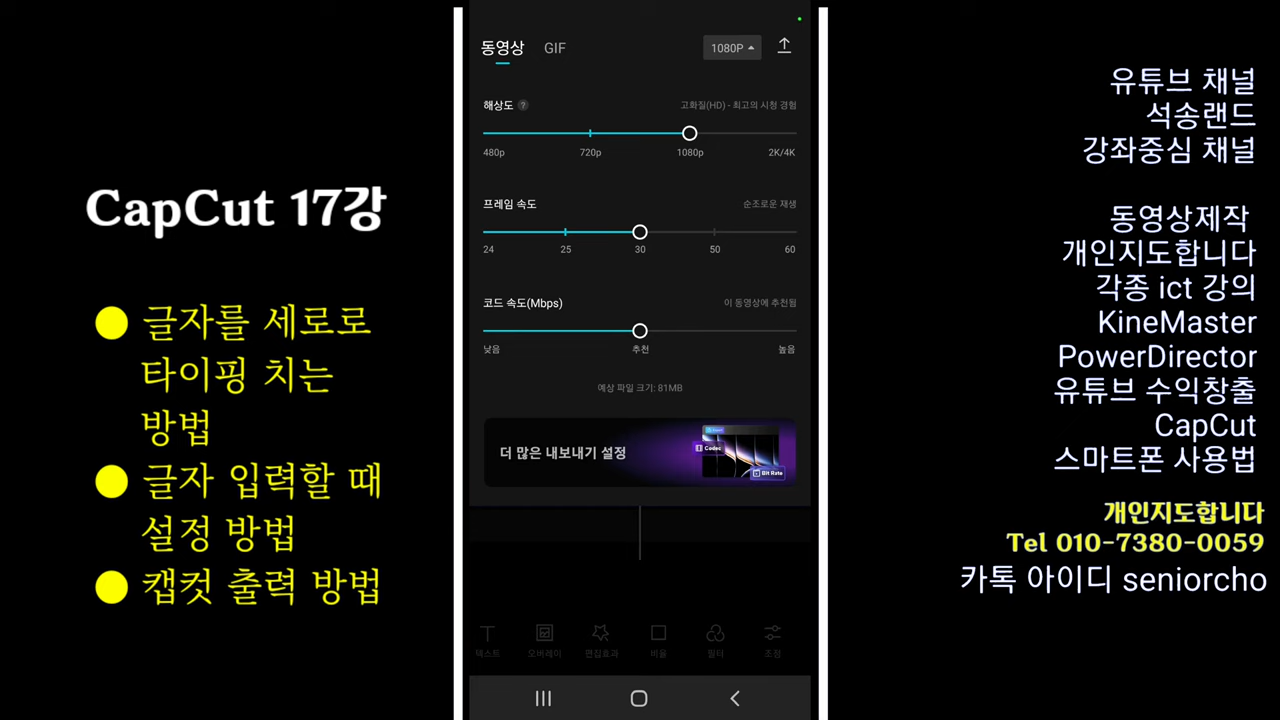 CapCut 17강
● 글자를 세로로
타이핑 치는
방법
● 글자 입력할 때
설정 방법
● 캡컷 출력 방법
동영상 GIF 1080P
해상도 ? 고화질(HD) - 최고의 시청 경험
480p 720p 1080p 2K/4K
프레임 속도 순조로운 재생
24 25 30 50 60
코드 속도(Mbps) 이 동영상에 추천됨
낮음 추천 높음
예상 파일 크기: 81MB
더 많은 내보내기 설정
Export
Codec
Bit Rate
텍스트 오버레이 편집효과 비율 필터 조정
유튜브 채널
석송랜드
강좌중심 채널
동영상제작
개인지도합니다
각종 ict 강의
KineMaster
PowerDirector
유튜브 수익창출
CapCut
스마트폰 사용법
개인지도합니다
Tel 010-7380-0059
카톡 아이디 seniorcho